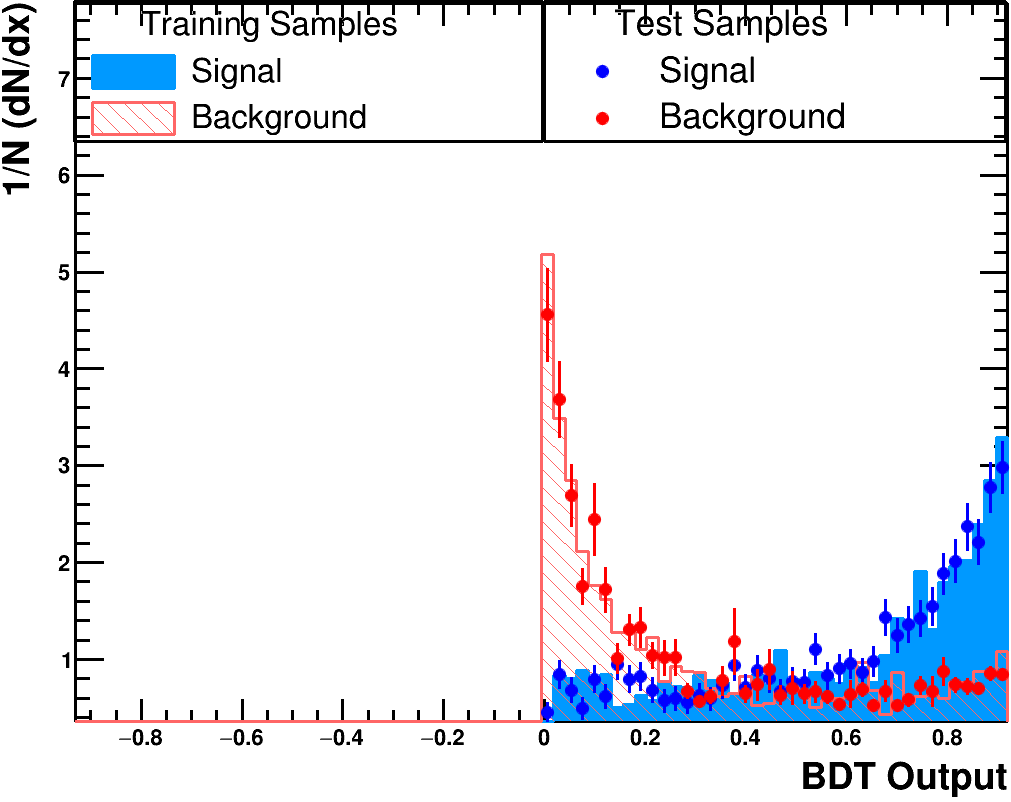 1/N (dN/dx)
Training Samples
Signal
Background
Test Samples
Signal
Background
7
6
5
4
3
2
1
−0.8 −0.6 −0.4 −0.2 0 0.2 0.4 0.6 0.8
BDT Output